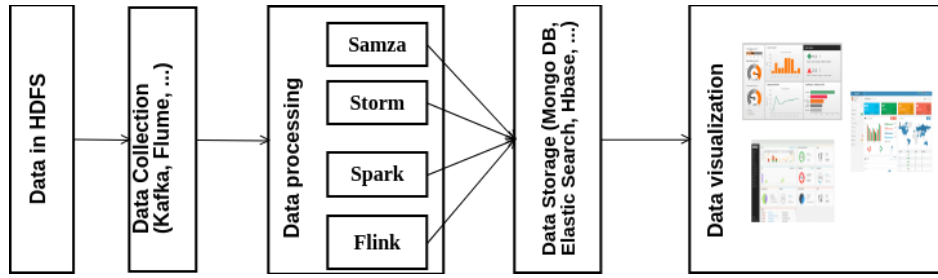 Data in HDFS
Data Collection
(Kafka, Flume, ...)
Data processing
Samza
Storm
Spark
Flink
Data Storage (Mongo DB,
Elastic Search, Hbase, ...)
Data visualization